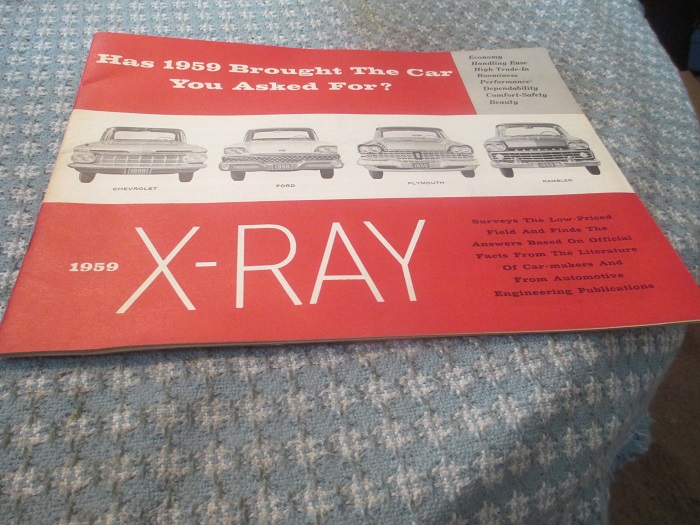 Has 1959 Brought The Car
You Asked For?
Economy
Handling Ease
High Trade-In
Roominess
Performance
Dependability
Comfort-Safety
Beauty
1959
1959
CHEVROLET
FORD
PLYMOUTH
RAMBLER
1959
X-RAY
Surveys The Low-Priced
Field And Finds The
Answers Based On Official
Facts From The Literature
Of Car-makers And
From Automotive
Engineering Publications